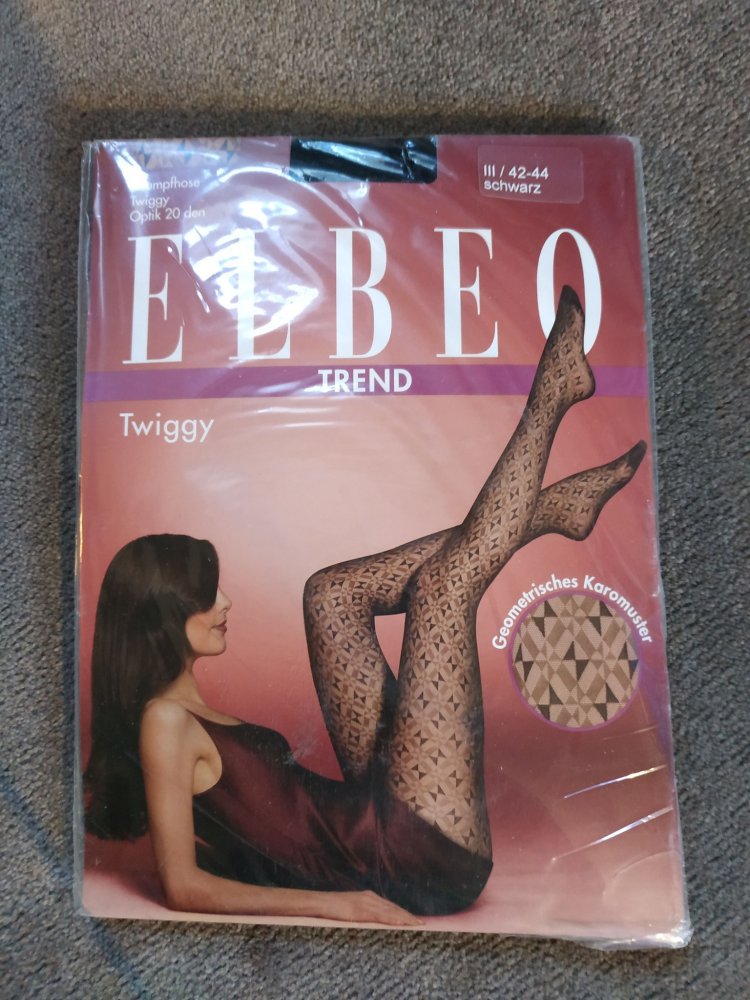 Twiggy
Optik 20 den
III / 42-44
schwarz
ELBEO
TREND
Twiggy
Geometrisches Karomuster